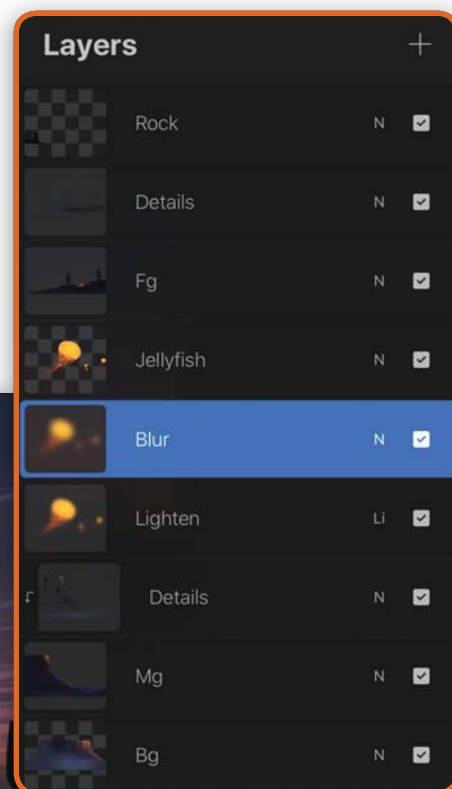 Layers
Rock N
Details N
Fg N
Jellyfish N
Blur N
Lighten Li
Details N
Mg N
Bg N